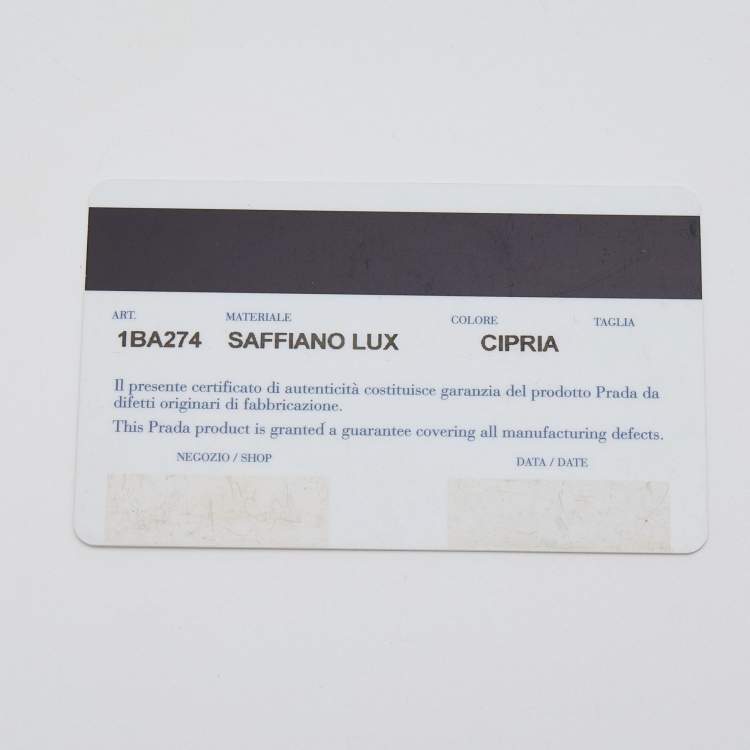 ART. MATERIALE COLORE TAGLIA
1BA274 SAFFIANO LUX CIPRIA
Il presente certificato di autenticità costituisce garanzia del prodotto Prada da
difetti originari di fabbricazione.
This Prada product is granted a guarantee covering all manufacturing defects.
NEGOZIO / SHOP DATA / DATE